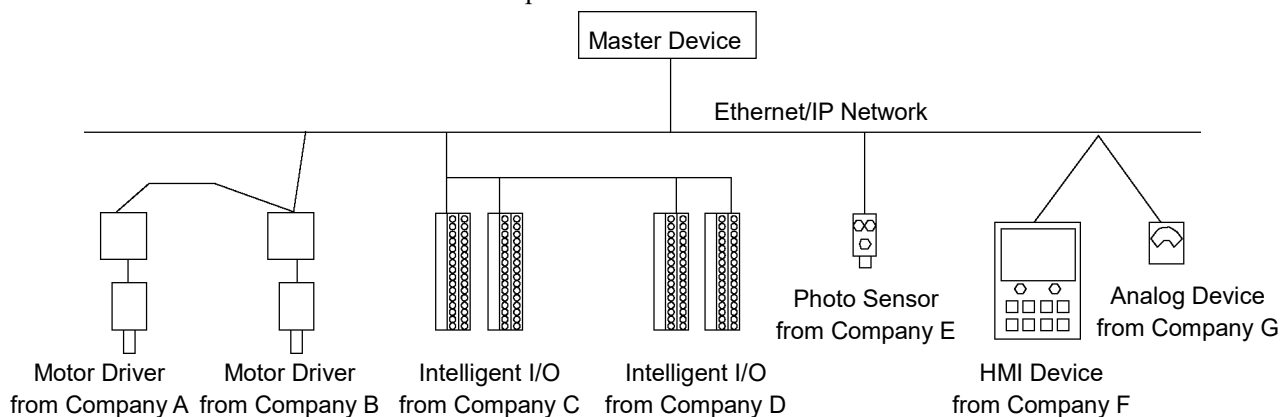 Master Device
Ethernet/IP Network
Motor Driver
from Company A
Motor Driver
from Company B
Intelligent I/O
from Company C
Intelligent I/O
from Company D
Photo Sensor
from Company E
HMI Device
from Company F
Analog Device
from Company G